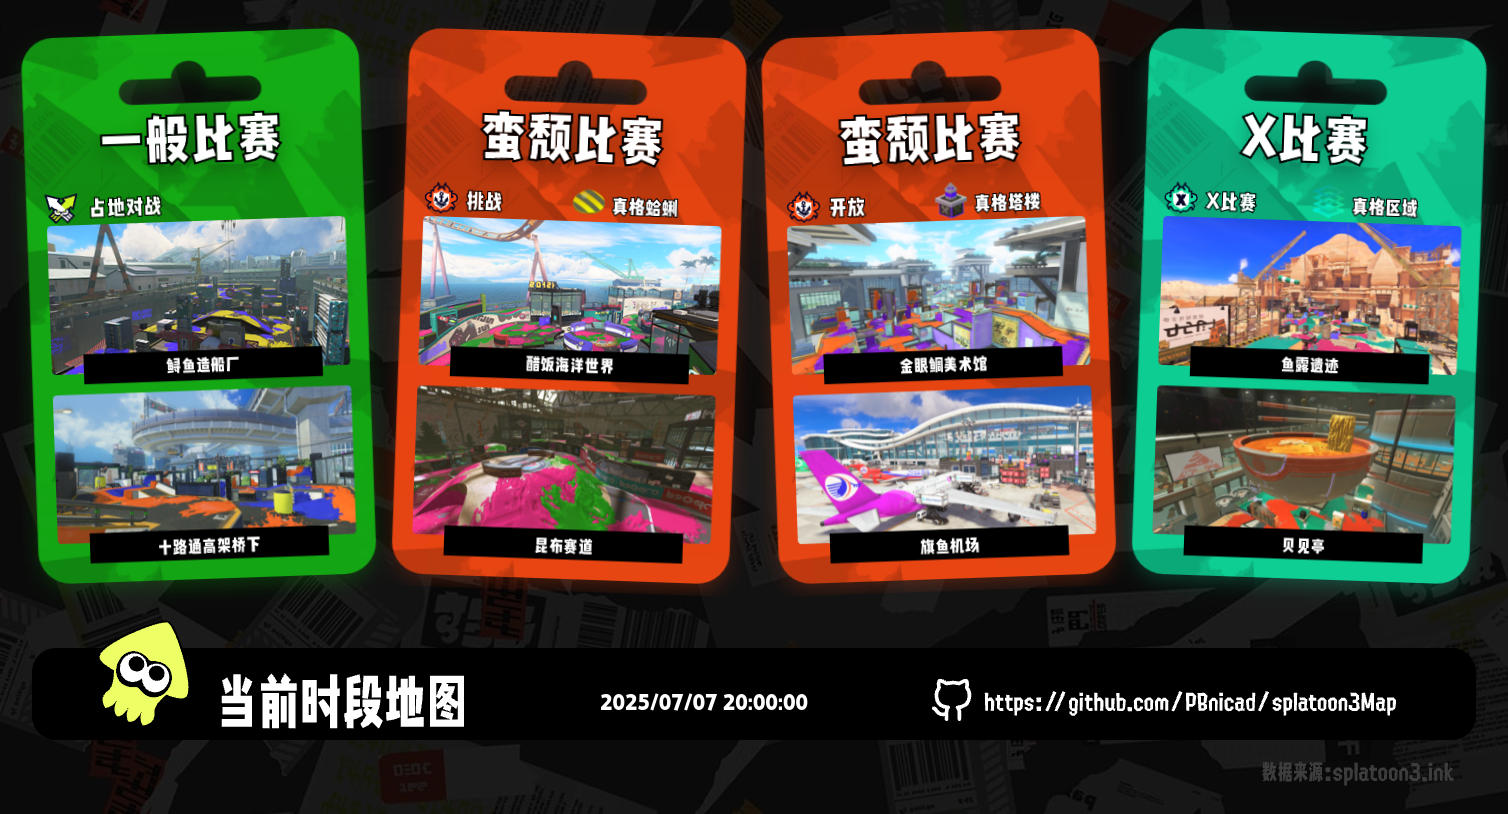 一般比赛
占地对战
鲟鱼造船厂
十路通高架桥下
蛮颓比赛
挑战
真格蛤蜊
醋饭海洋世界
昆布赛道
蛮颓比赛
开放
真格塔楼
金眼鲷美术馆
旗鱼机场
X比赛
X比赛
真格区域
鱼露遗迹
贝见亭
当前时段地图
2025/07/07 20:00:00
https://github.com/PBnicad/splatoon3Map
数据来源:splatoon3.ink